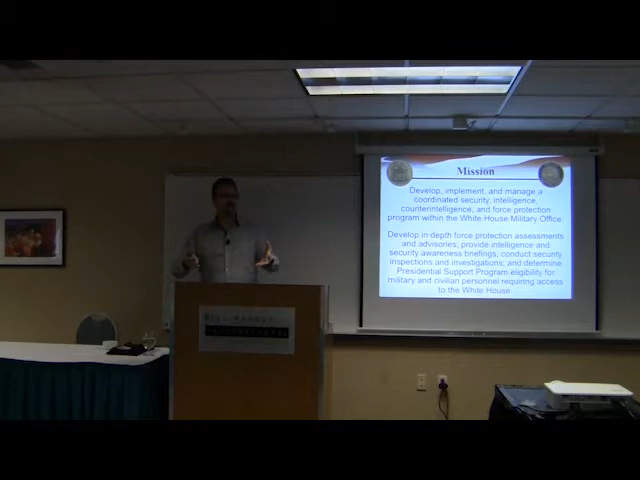 Mission
Develop, implement, and manage a
coordinated security, intelligence,
counterintelligence, and force protection
program within the White House Military Office.
Develop in-depth force protection assessments
and advisories; provide intelligence and
security awareness briefings, conduct security
inspections and investigations; and determine
Presidential Support Program eligibility for
military and civilian personnel requiring access
to the White House.